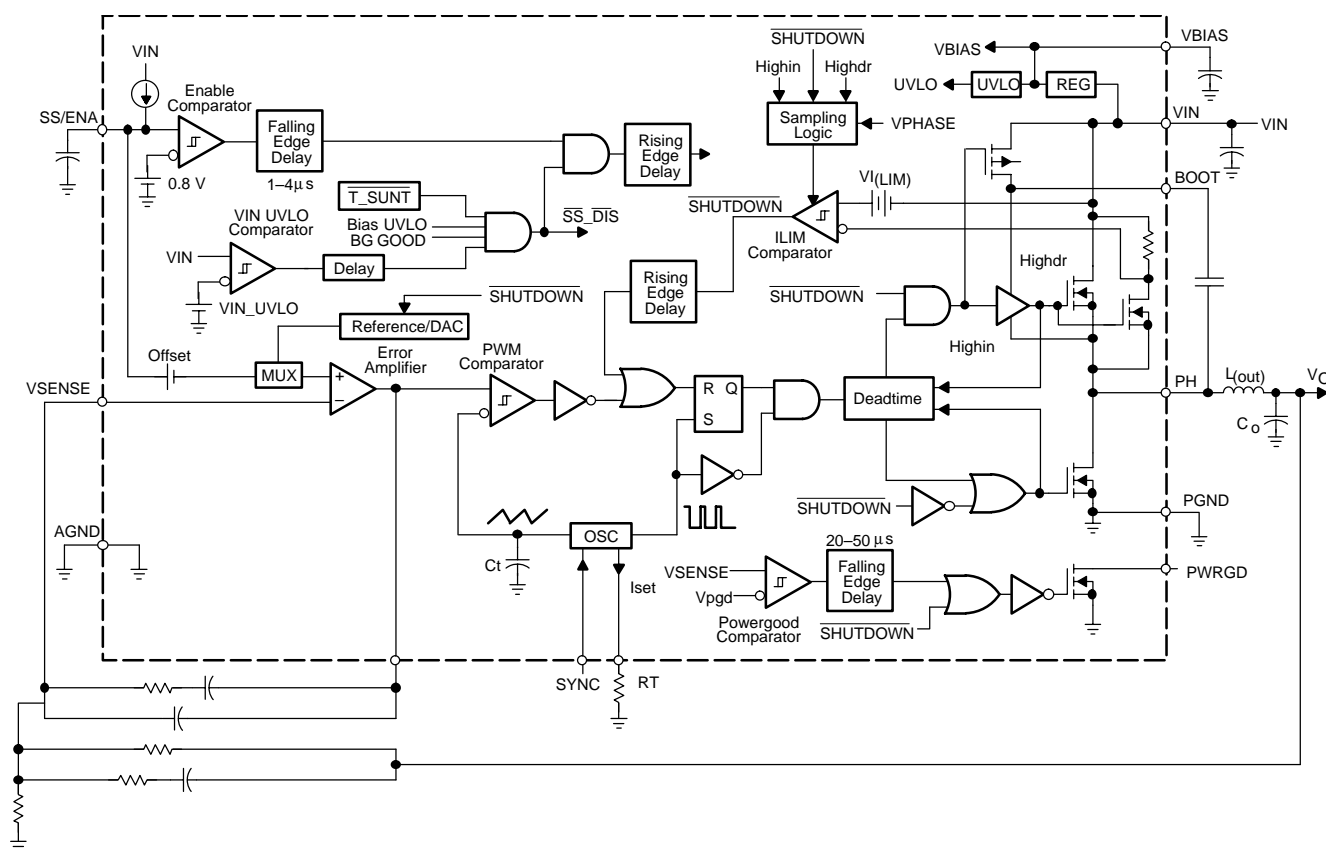 SHUTDOWN
VBIAS
VBIAS
VIN
Highin
Highdr
UVLO
UVLO
REG
Enable
Comparator
SS/ENA
Falling
Edge
Delay
Sampling
Logic
VPHASE
VIN
VIN
Rising
Edge
Delay
0.8 V
1–4μs
BOOT
T_SUNT
VI(LIM)
SHUTDOWN
VIN UVLO
Comparator
Bias UVLO
BG GOOD
SS_DIS
ILIM
Comparator
VIN
Delay
Rising
Edge
Delay
Highdr
SHUTDOWN
SHUTDOWN
VIN_UVLO
Reference/DAC
Highin
Offset
MUX
Error
Amplifier
PWM
Comparator
VSENSE
+
−
R
Q
S
Deadtime
PH
L(out)
VO
Co
SHUTDOWN
PGND
AGND
OSC
Ct
Iset
20–50 μs
VSENSE
Vpgd
Falling
Edge
Delay
PWRGD
Powergood
Comparator
SHUTDOWN
SYNC
RT